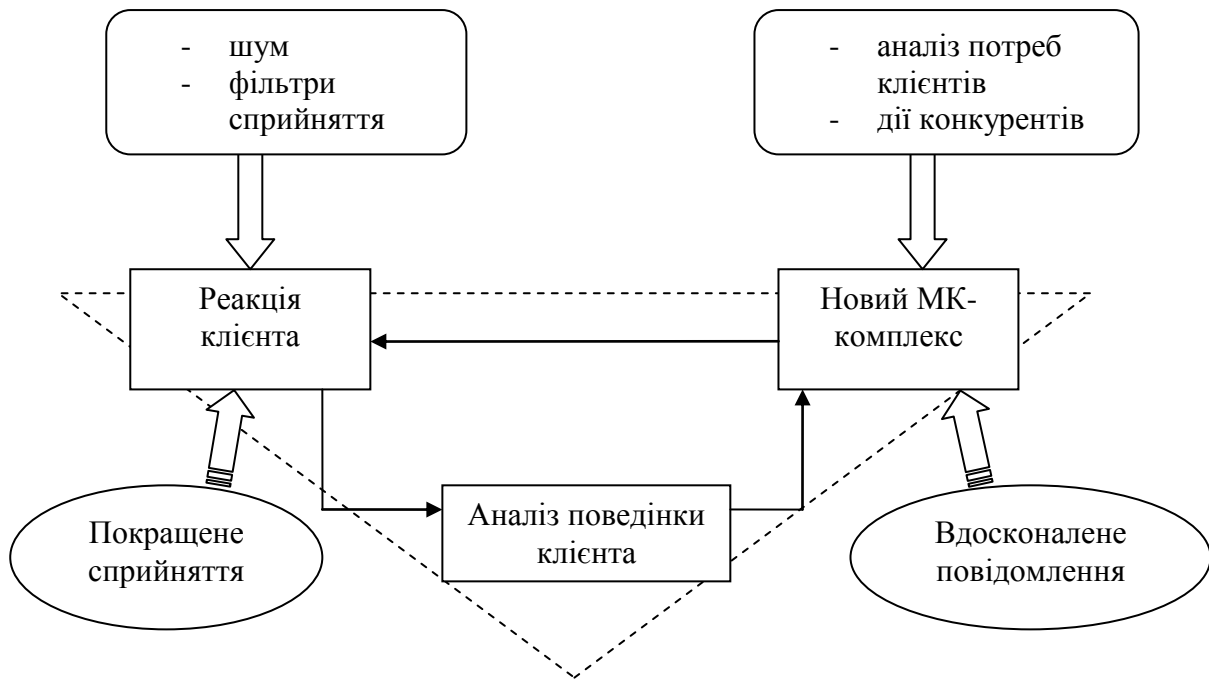 - шум
- фільтри
сприйняття
- аналіз потреб
клієнтів
- дії конкурентів
Реакція
клієнта
Новий МК-
комплекс
Аналіз поведінки
клієнта
Покращене
сприйняття
Вдосконалене
повідомлення